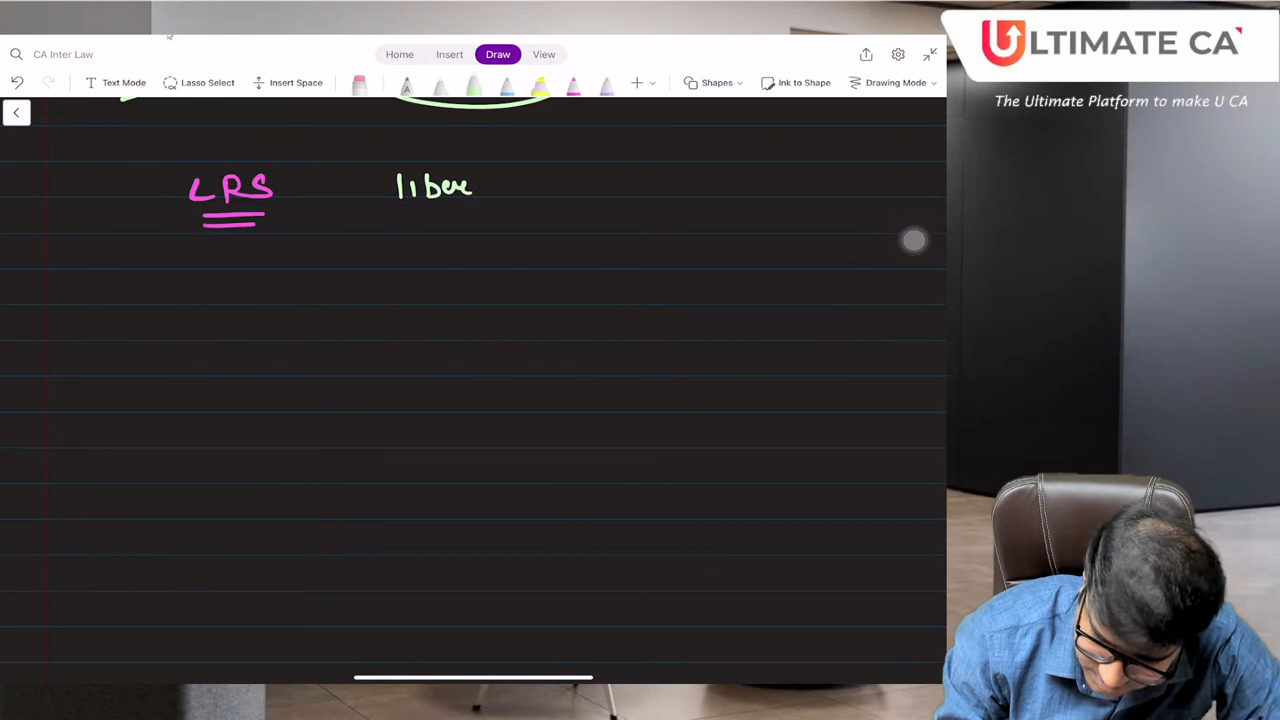 CA Inter Law
Home Insert Draw View
Text Mode Lasso Select Insert Space Shapes Ink to Shape Drawing Mode
ULTIMATE CA
The Ultimate Platform to make U CA
LRS libera